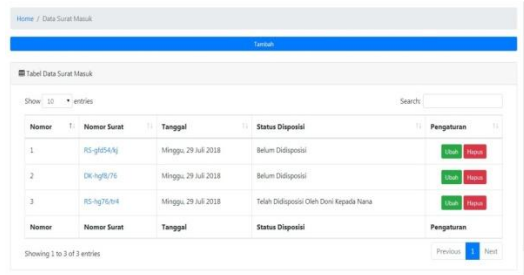 Home / Data Surat Masuk
Tambah
Tabel Data Surat Masuk
Show 10 entries
Search:
Nomor Nomor Surat Tanggal Status Disposisi Pengaturan
1 RS-gfd54/kj Minggu, 29 Juli 2018 Belum Didisposisi Ubah Hapus
2 DK-hgf8/76 Minggu, 29 Juli 2018 Belum Didisposisi Ubah Hapus
3 RS-hg76/tr4 Minggu, 29 Juli 2018 Telah Didisposisi Oleh Doni Kepada Nana Ubah Hapus
Nomor Nomor Surat Tanggal Status Disposisi Pengaturan
Showing 1 to 3 of 3 entries
Previous 1 Next